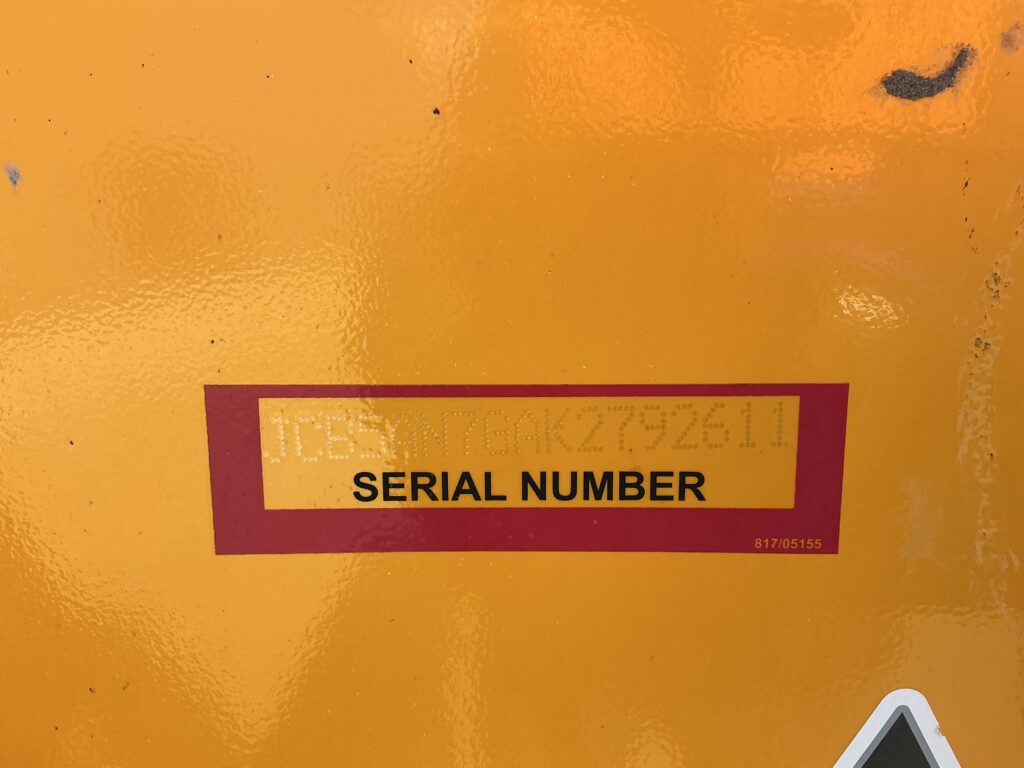 JCB5AN7GAK2792611
SERIAL NUMBER
817/05155